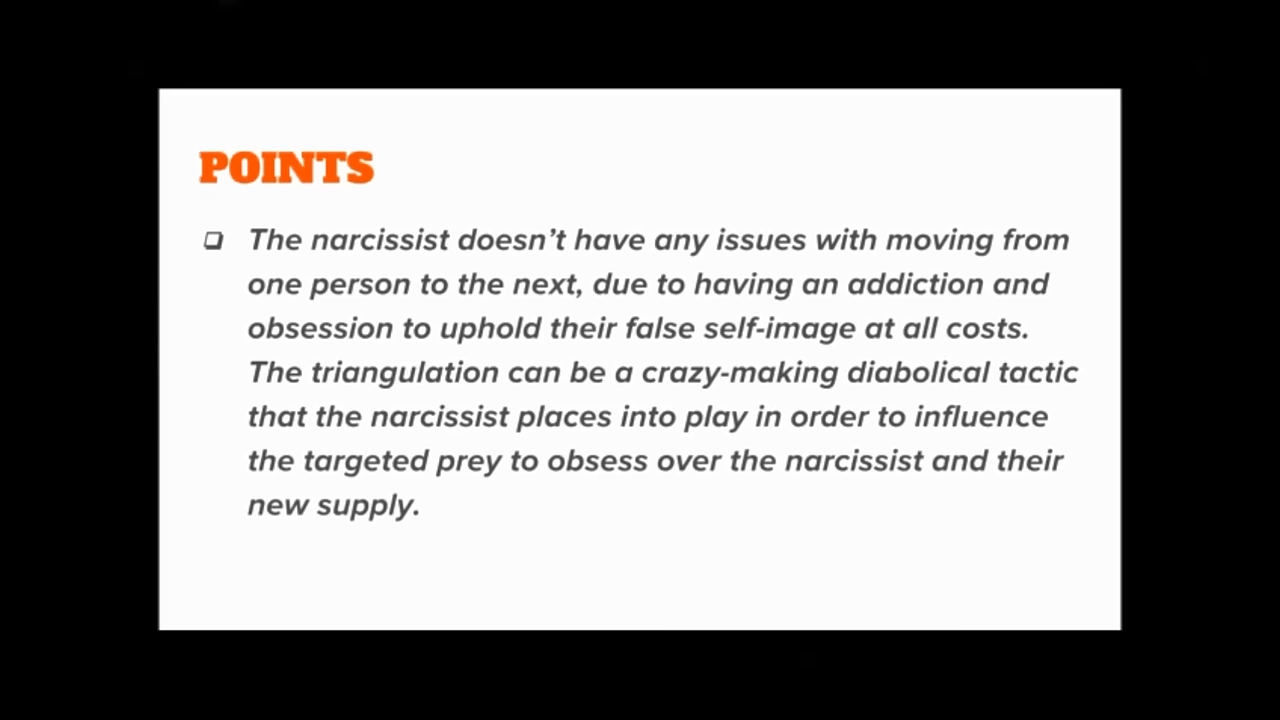 POINTS
❏ The narcissist doesn’t have any issues with moving from
one person to the next, due to having an addiction and
obsession to uphold their false self-image at all costs.
The triangulation can be a crazy-making diabolical tactic
that the narcissist places into play in order to influence
the targeted prey to obsess over the narcissist and their
new supply.